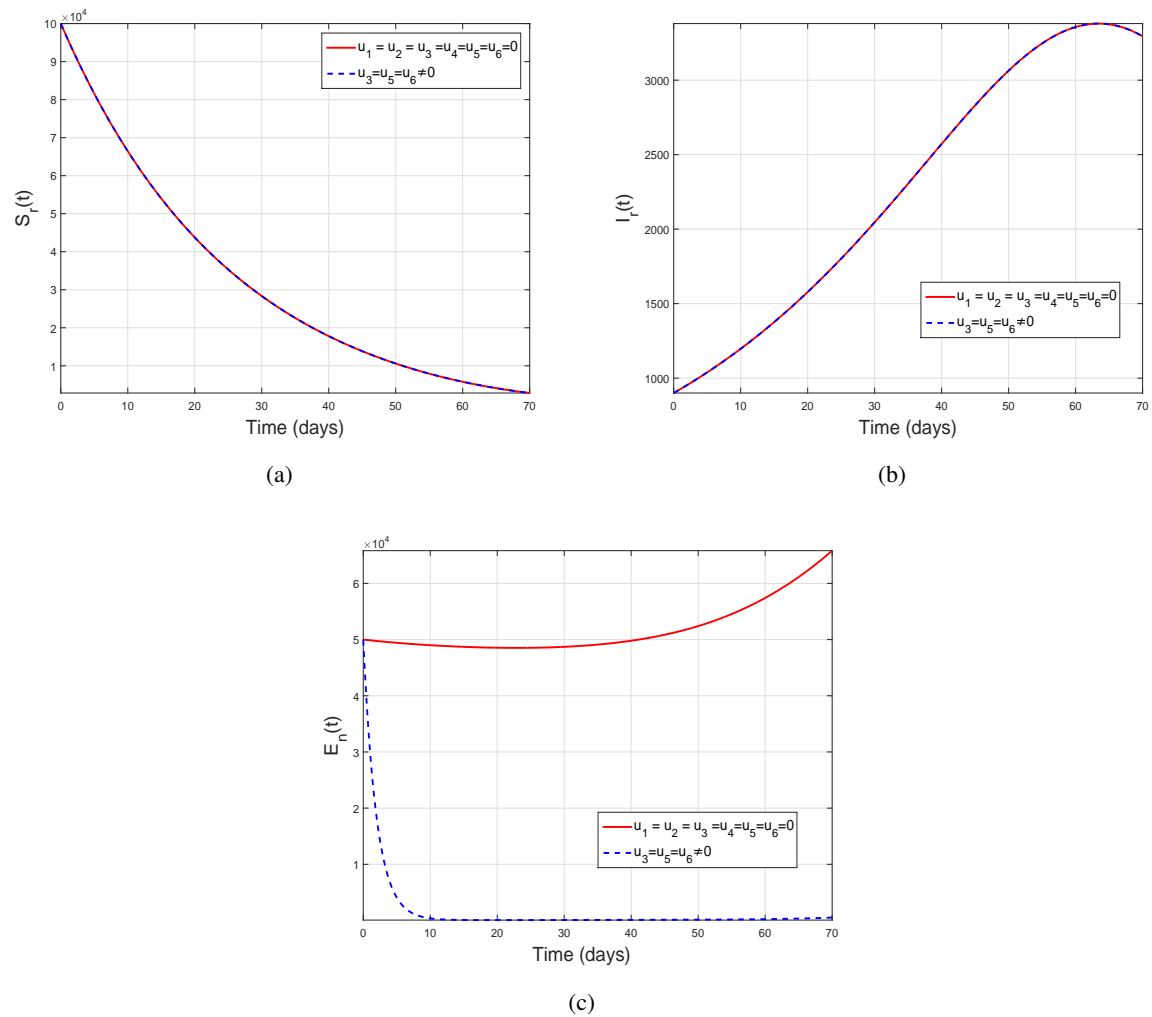 ×10^4
10
9
8
7
6
5
4
3
2
1
0 10 20 30 40 50 60 70
S_r(t)
Time (days)
u_1 = u_2 = u_3 =u_4=u_5=u_6=0
u_3=u_5=u_6≠0
(a)
3000
2500
2000
1500
1000
0 10 20 30 40 50 60 70
I_r(t)
Time (days)
u_1 = u_2 = u_3 =u_4=u_5=u_6=0
u_3=u_5=u_6≠0
(b)
×10^4
6
5
4
3
2
1
0 10 20 30 40 50 60 70
E_n(t)
Time (days)
u_1 = u_2 = u_3 =u_4=u_5=u_6=0
u_3=u_5=u_6≠0
(c)